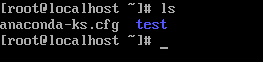 [root@localhost ~]# ls
anaconda-ks.cfg test
[root@localhost ~]# _